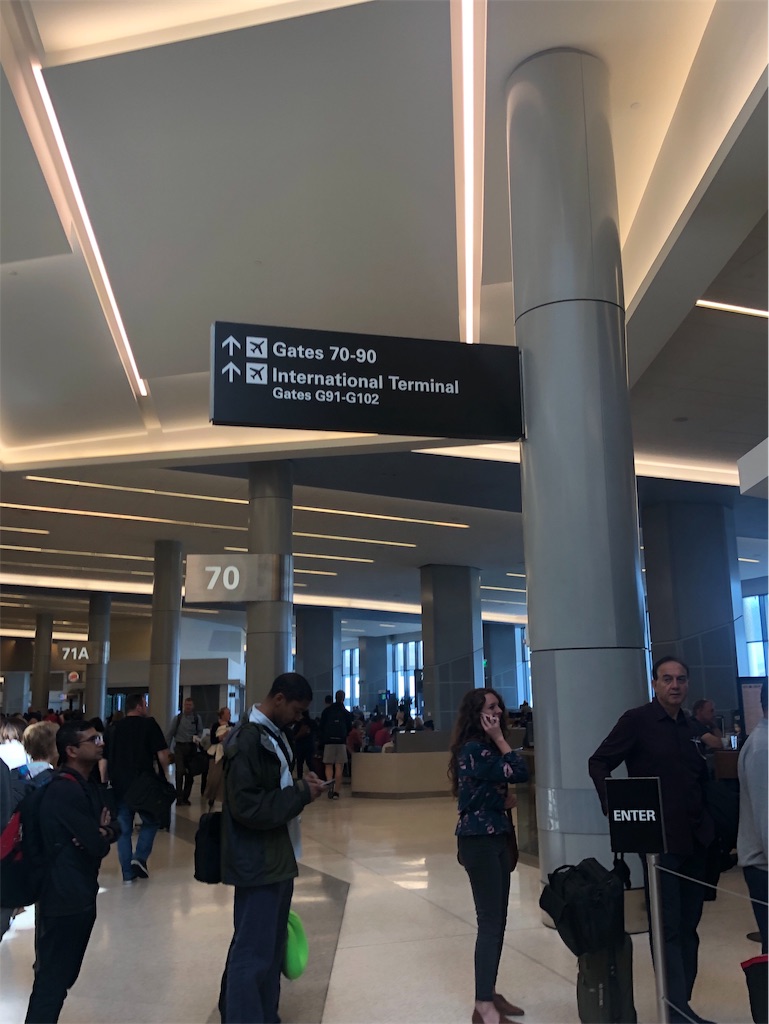 Gates 70-90
International Terminal
Gates G91-G102
70
71A
ENTER